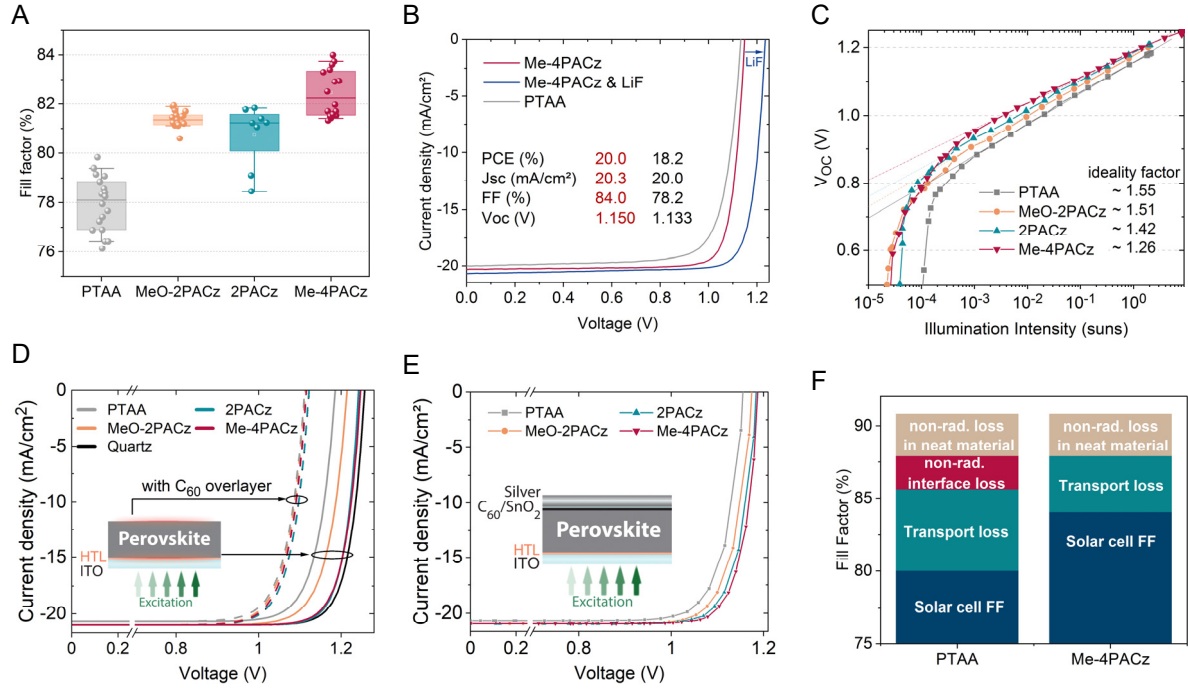 A
Fill factor (%)
84
82
80
78
76
PTAA
MeO-2PACz
2PACz
Me-4PACz
B
Current density (mA/cm²)
0
-5
-10
-15
-20
LiF
Me-4PACz
Me-4PACz & LiF
PTAA
PCE (%) 20.0 18.2
Jsc (mA/cm²) 20.3 20.0
FF (%) 84.0 78.2
Voc (V) 1.150 1.133
0.0 0.2 0.4 0.6 0.8 1.0 1.2
Voltage (V)
C
V_OC (V)
1.2
1.0
0.8
0.6
ideality factor
PTAA ~ 1.55
MeO-2PACz ~ 1.51
2PACz ~ 1.42
Me-4PACz ~ 1.26
10⁻⁵ 10⁻⁴ 10⁻³ 10⁻² 10⁻¹ 10⁰
Illumination Intensity (suns)
D
Current density (mA/cm²)
0
-5
-10
-15
-20
PTAA 2PACz
MeO-2PACz Me-4PACz
Quartz
with C₆₀ overlayer
Perovskite
HTL
ITO
Excitation
0 0.2 0.8 1.0 1.2
Voltage (V)
E
Current density (mA/cm²)
0
-5
-10
-15
-20
PTAA 2PACz
MeO-2PACz Me-4PACz
Silver
C₆₀/SnO₂
Perovskite
HTL
ITO
Excitation
0 0.2 0.8 1.0 1.2
Voltage (V)
F
Fill Factor (%)
90
85
80
75
non-rad. loss
in neat material
non-rad.
interface loss
Transport loss
Solar cell FF
non-rad. loss
in neat material
Transport loss
Solar cell FF
PTAA
Me-4PACz